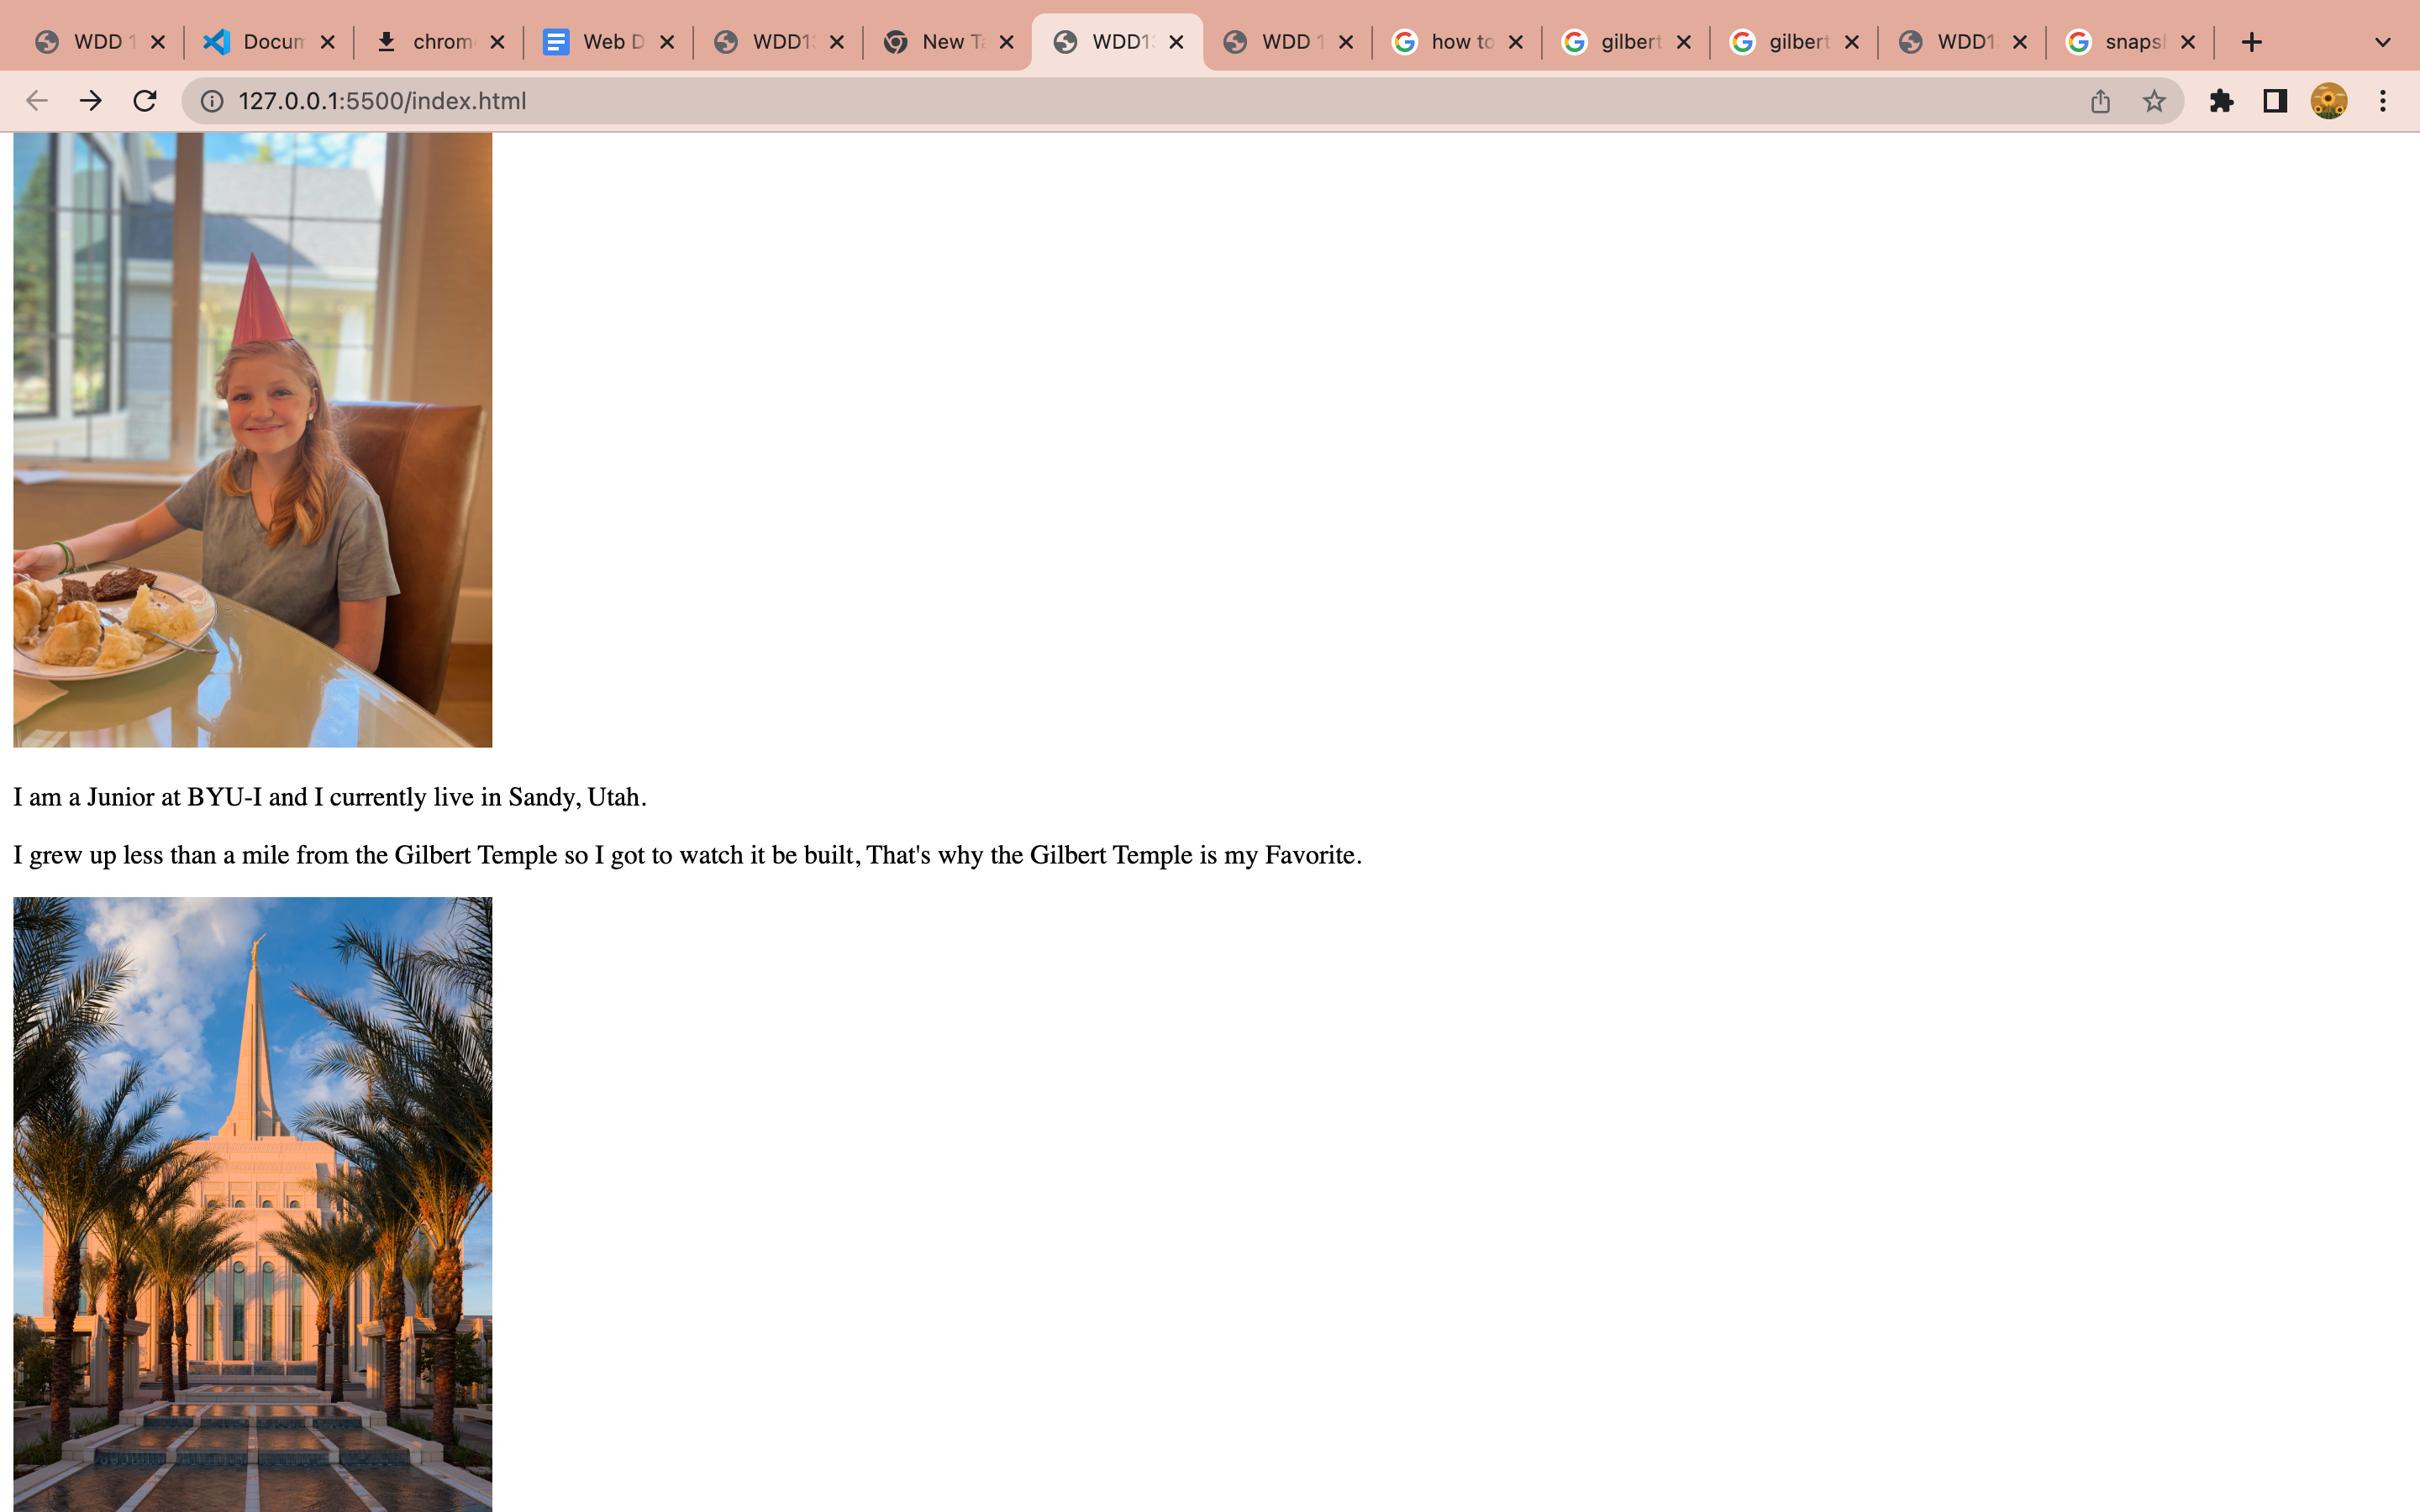 WDD 1 Docum chrom Web D WDD1 New Ta WDD1 WDD 1 how to gilbert gilbert WDD1 snaps
127.0.0.1:5500/index.html
I am a Junior at BYU-I and I currently live in Sandy, Utah.
I grew up less than a mile from the Gilbert Temple so I got to watch it be built, That's why the Gilbert Temple is my Favorite.